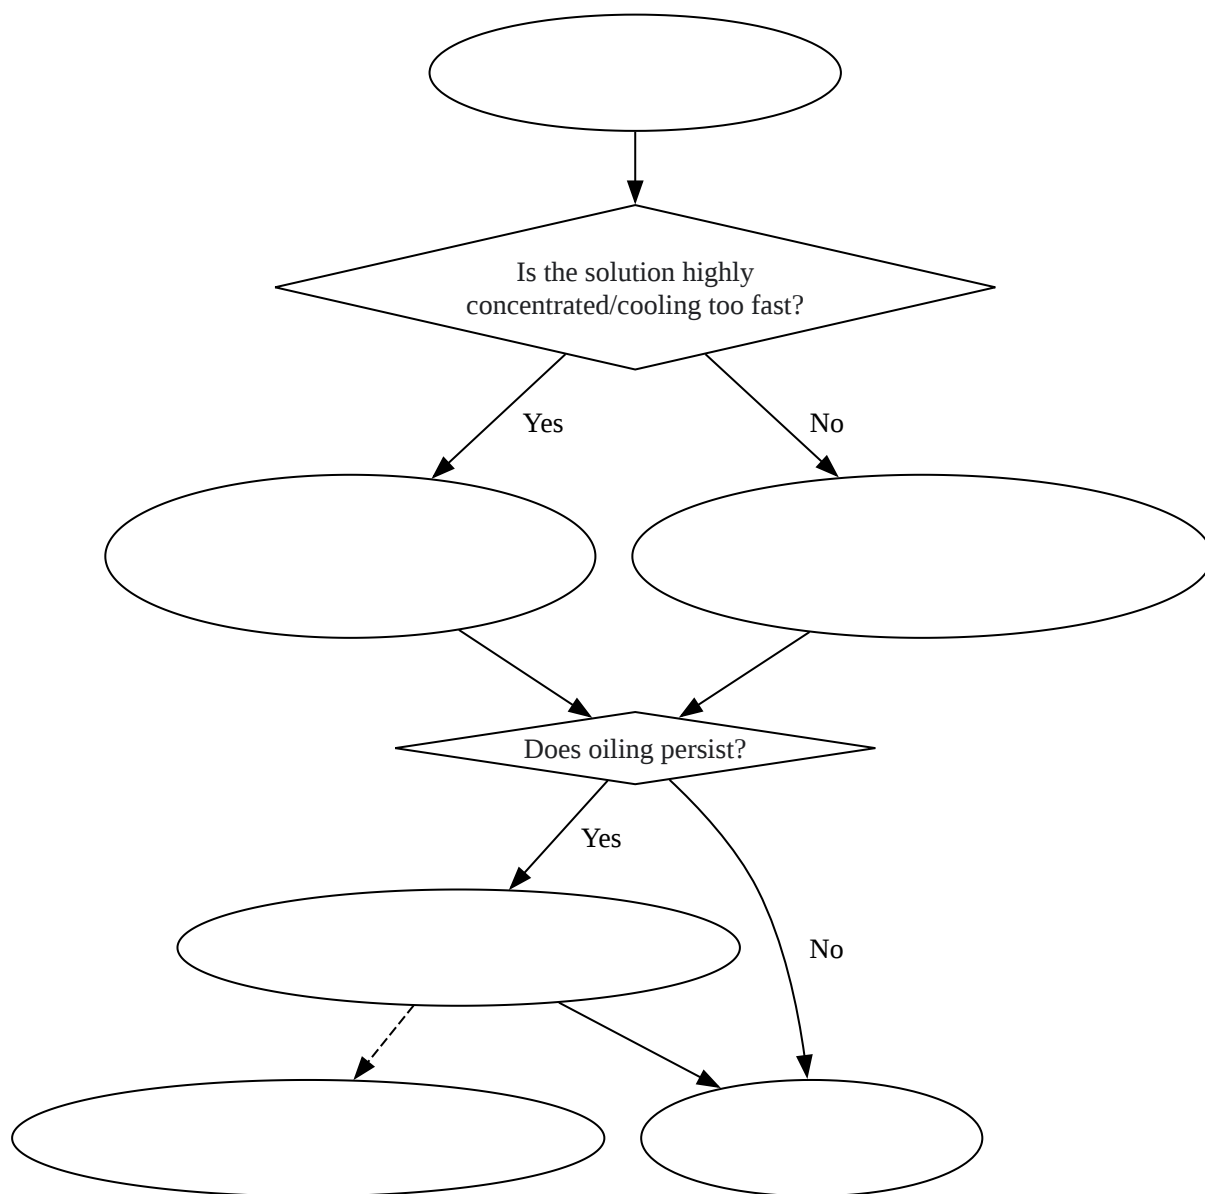 Is the solution highly
concentrated/cooling too fast?
Yes
No
Does oiling persist?
Yes
No